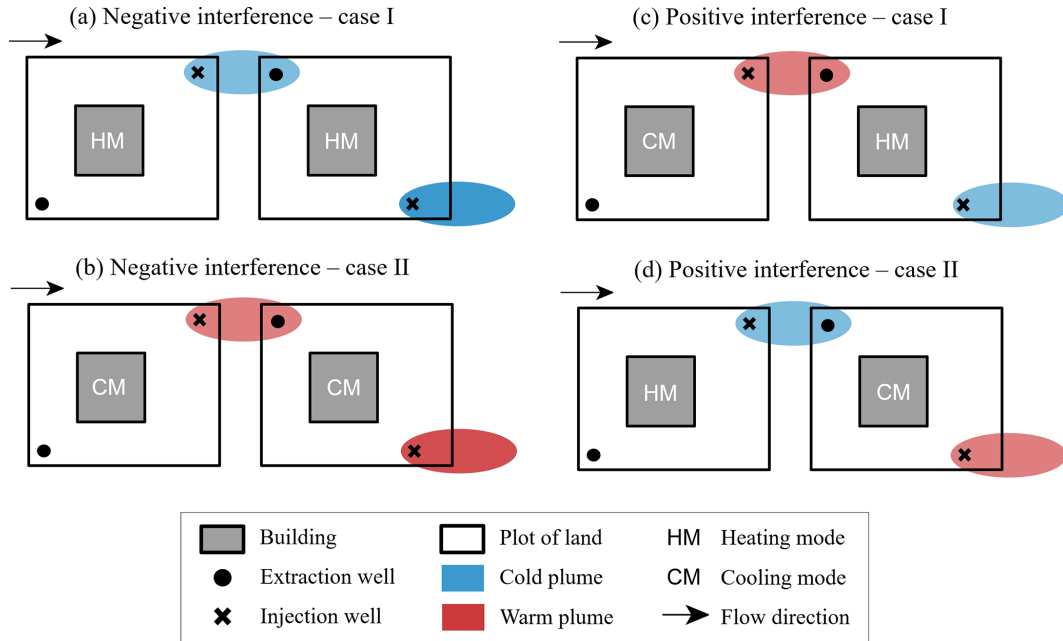 (a) Negative interference – case I
HM
HM
(b) Negative interference – case II
CM
CM
(c) Positive interference – case I
CM
HM
(d) Positive interference – case II
HM
CM
Building
Extraction well
Injection well
Plot of land
Cold plume
Warm plume
HM Heating mode
CM Cooling mode
Flow direction